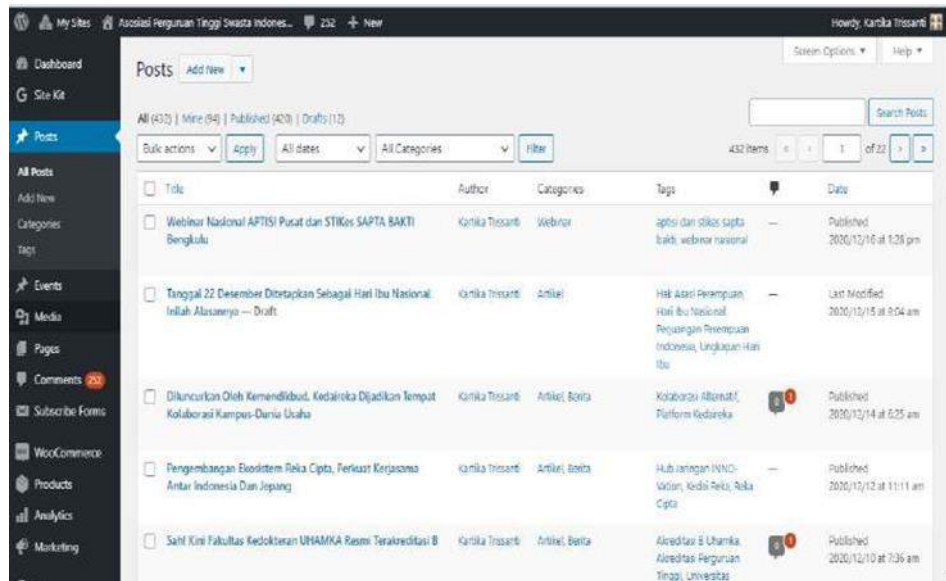 My Sites Asosiasi Perguruan Tinggi Swasta Indones... 252 + New Howdy, Kartika Trissanti
Dashboard
Site Kit
Posts
All Posts
Add New
Categories
Tags
Events
Media
Pages
Comments 252
Subscribe Forms
WooCommerce
Products
Analytics
Marketing
Screen Options ▼ Help ▼
Posts Add New ▼
All (432) | Mine (94) | Published (420) | Drafts (12)
Search Posts
Bulk actions Apply All dates All Categories Filter 432 items « ‹ 1 of 22 › »
Title Author Categories Tags Date
Webinar Nasional APTISI Pusat dan STIKes SAPTA BAKTI Kartika Trissanti Webinar aptisi dan stikes sapta — Published
Bengkulu bakti, webinar nasional 2020/12/16 at 1:28 pm
Tanggal 22 Desember Ditetapkan Sebagai Hari Ibu Nasional Kartika Trissanti Artikel Hak Asasi Perempuan, — Last Modified
Inilah Alasannya — Draft Hari Ibu Nasional, 2020/12/15 at 9:04 am
Perjuangan Perempuan
Indonesia, Ungkapan Hari
Ibu
Diluncurkan Oleh Kemendikbud, Kedaireka Dijadikan Tempat Kartika Trissanti Artikel, Berita Kolaborasi Alternatif, 0 1 Published
Kolaborasi Kampus-Dunia Usaha Platform Kedaireka 2020/12/14 at 6:25 am
Pengembangan Ekosistem Reka Cipta, Perkuat Kerjasama Kartika Trissanti Artikel, Berita Hub Jaringan INNO- — Published
Antar Indonesia Dan Jepang Vation, Kedai Reka, Reka 2020/12/12 at 11:11 am
Cipta
Sah! Kini Fakultas Kedokteran UHAMKA Resmi Terakreditasi B Kartika Trissanti Artikel, Berita Akreditasi B Uhamka, 0 1 Published
Akreditasi Perguruan 2020/12/10 at 7:36 am
Tinggi, Universitas